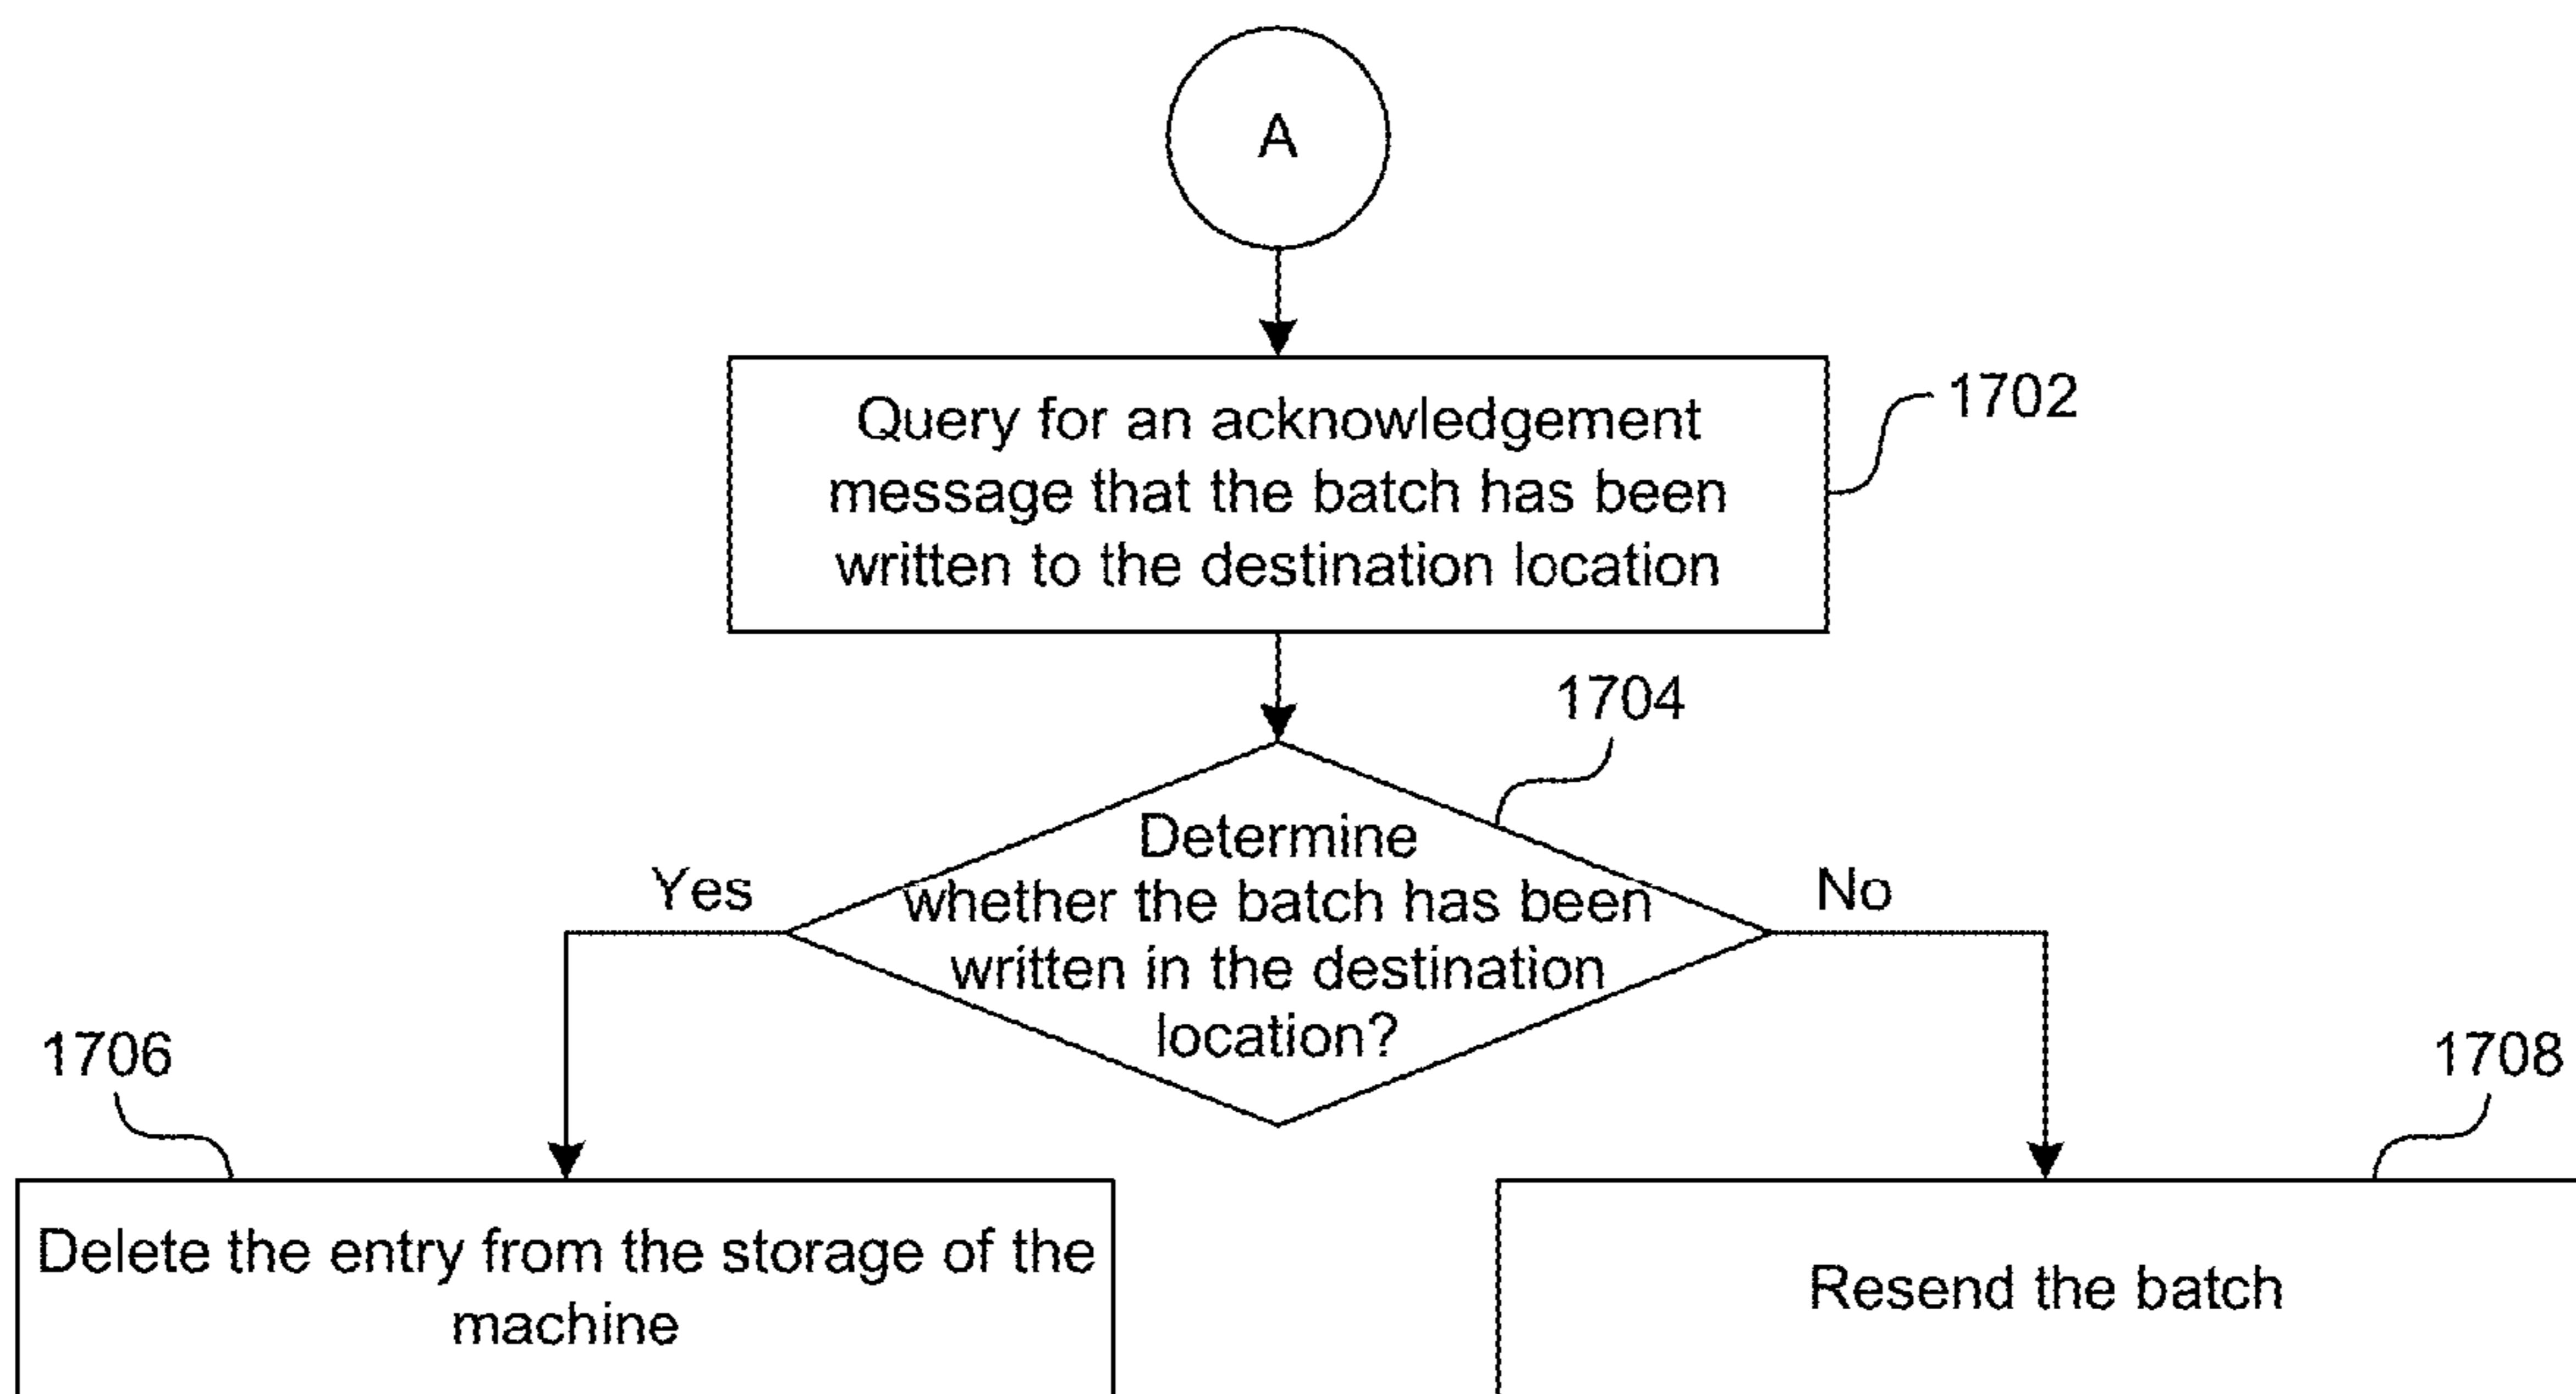 A
Query for an acknowledgement
message that the batch has been
written to the destination location
1702
1704
Determine
whether the batch has been
written in the destination
location?
Yes
No
1706
1708
Delete the entry from the storage of the
machine
Resend the batch